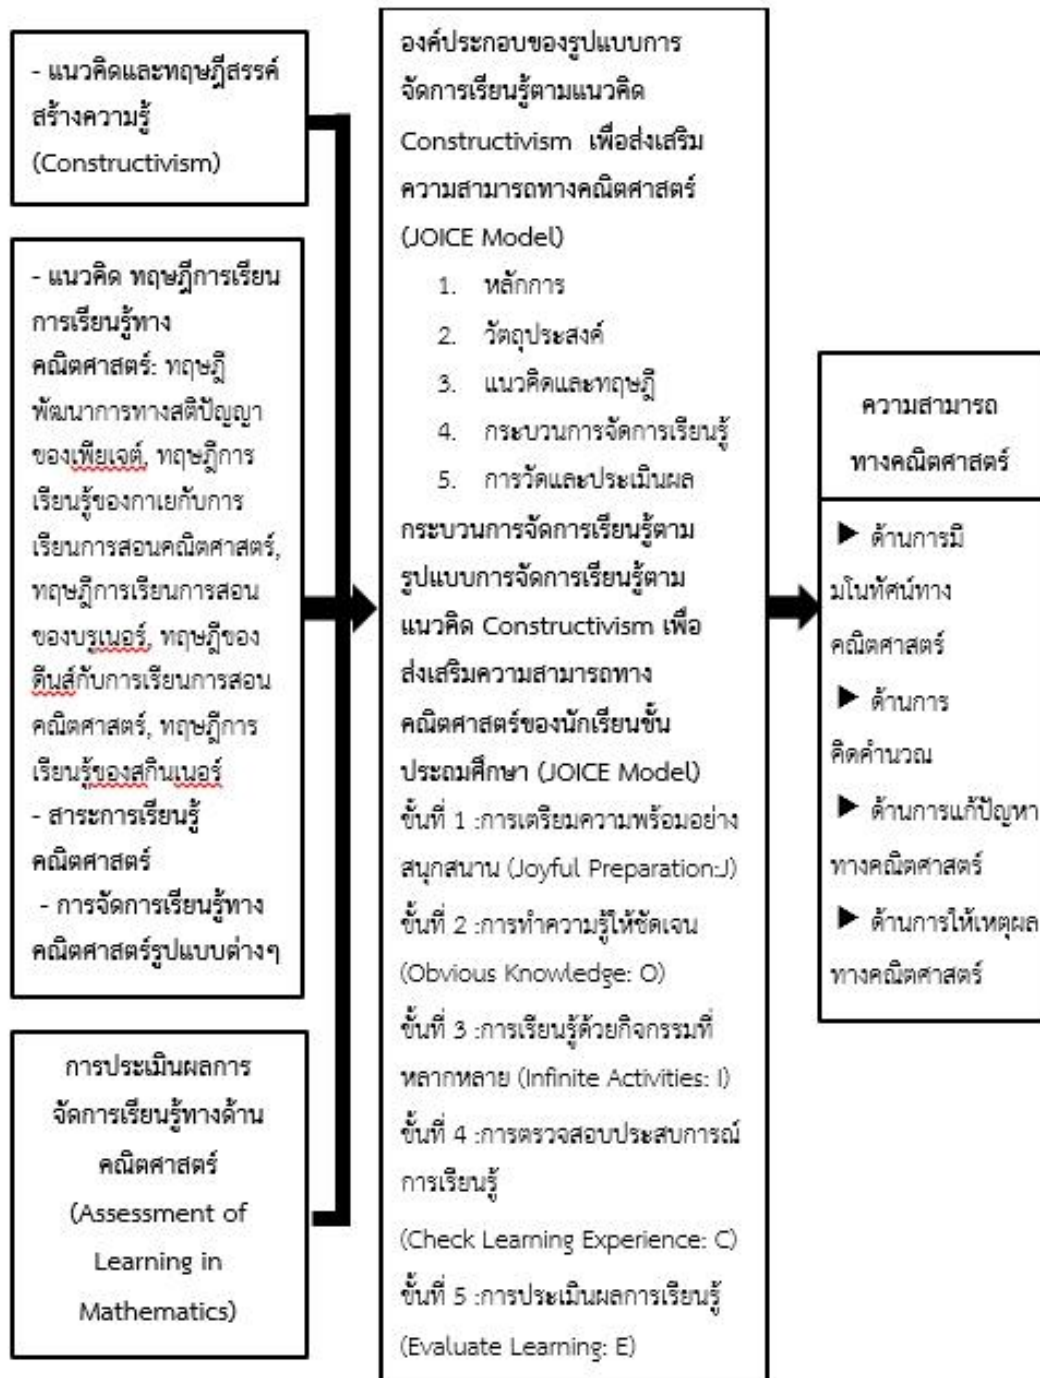 - แนวคิดและทฤษฎีสรรค์
สร้างความรู้
(Constructivism)
- แนวคิด ทฤษฎีการเรียน
การเรียนรู้ทาง
คณิตศาสตร์: ทฤษฎี
พัฒนาการทางสติปัญญา
ของเพียเจต์, ทฤษฎีการ
เรียนรู้ของกาเยกับการ
เรียนการสอนคณิตศาสตร์,
ทฤษฎีการเรียนการสอน
ของบรูเนอร์, ทฤษฎีของ
ดีนส์กับการเรียนการสอน
คณิตศาสตร์, ทฤษฎีการ
เรียนรู้ของสกินเนอร์
- สาระการเรียนรู้
คณิตศาสตร์
- การจัดการเรียนรู้ทาง
คณิตศาสตร์รูปแบบต่างๆ
การประเมินผลการ
จัดการเรียนรู้ทางด้าน
คณิตศาสตร์
(Assessment of
Learning in
Mathematics)
องค์ประกอบของรูปแบบการ
จัดการเรียนรู้ตามแนวคิด
Constructivism เพื่อส่งเสริม
ความสามารถทางคณิตศาสตร์
(JOICE Model)
1. หลักการ
2. วัตถุประสงค์
3. แนวคิดและทฤษฎี
4. กระบวนการจัดการเรียนรู้
5. การวัดและประเมินผล
กระบวนการจัดการเรียนรู้ตาม
รูปแบบการจัดการเรียนรู้ตาม
แนวคิด Constructivism เพื่อ
ส่งเสริมความสามารถทาง
คณิตศาสตร์ของนักเรียนชั้น
ประถมศึกษา (JOICE Model)
ขั้นที่ 1 :การเตรียมความพร้อมอย่าง
สนุกสนาน (Joyful Preparation:J)
ขั้นที่ 2 :การทำความรู้ให้ชัดเจน
(Obvious Knowledge: O)
ขั้นที่ 3 :การเรียนรู้ด้วยกิจกรรมที่
หลากหลาย (Infinite Activities: I)
ขั้นที่ 4 :การตรวจสอบประสบการณ์
การเรียนรู้
(Check Learning Experience: C)
ขั้นที่ 5 :การประเมินผลการเรียนรู้
(Evaluate Learning: E)
ความสามารถ
ทางคณิตศาสตร์
▶ ด้านการมี
มโนทัศน์ทาง
คณิตศาสตร์
▶ ด้านการ
คิดคำนวณ
▶ ด้านการแก้ปัญหา
ทางคณิตศาสตร์
▶ ด้านการให้เหตุผล
ทางคณิตศาสตร์